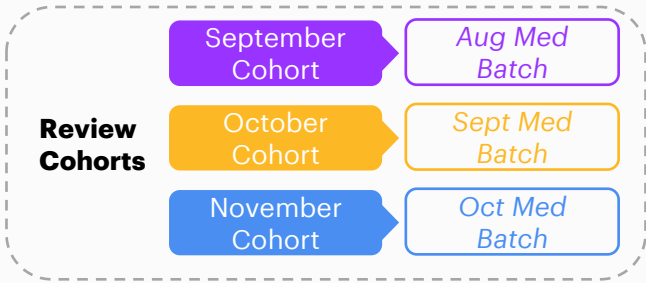 Review
Cohorts
September
Cohort
Aug Med
Batch
October
Cohort
Sept Med
Batch
November
Cohort
Oct Med
Batch